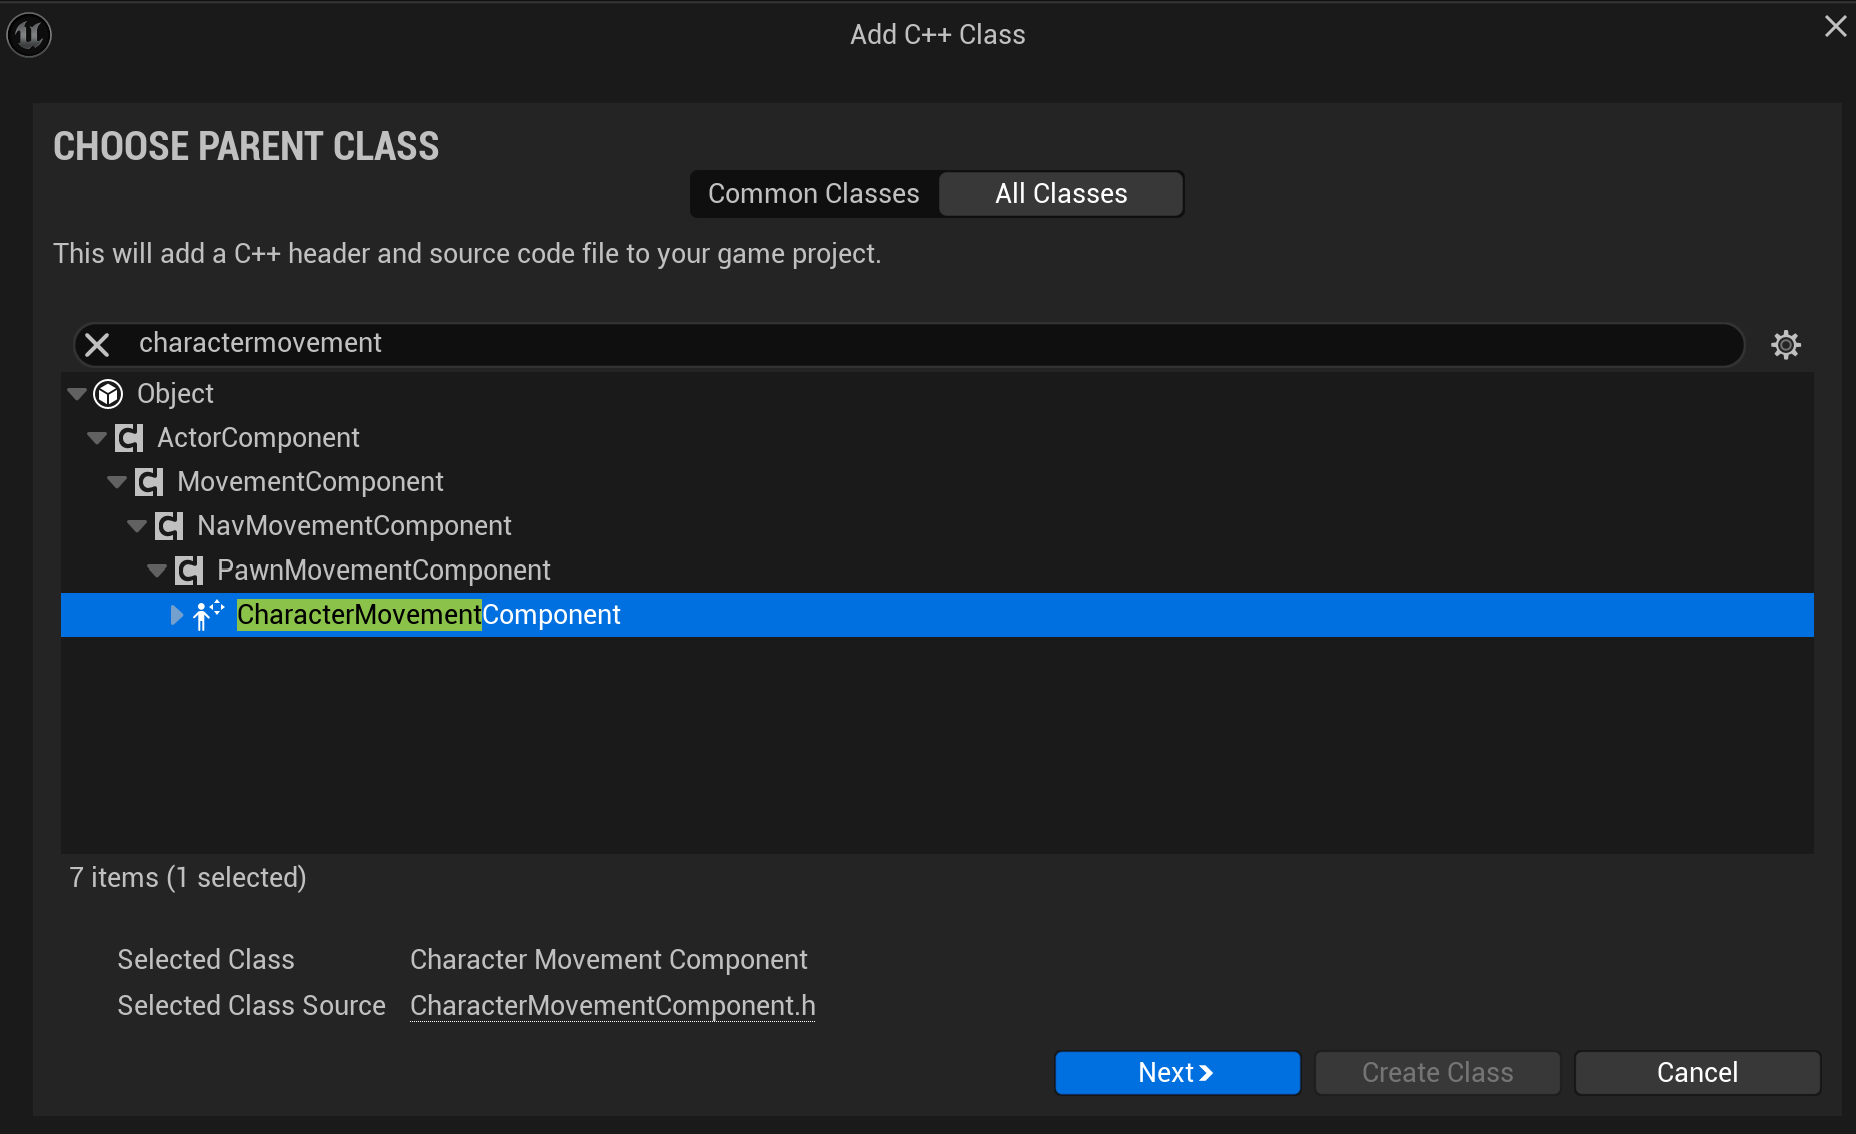 Add C++ Class
CHOOSE PARENT CLASS
Common Classes
All Classes
This will add a C++ header and source code file to your game project.
charactermovement
Object
ActorComponent
MovementComponent
NavMovementComponent
PawnMovementComponent
CharacterMovementComponent
7 items (1 selected)
Selected Class Character Movement Component
Selected Class Source CharacterMovementComponent.h
Next
Create Class
Cancel